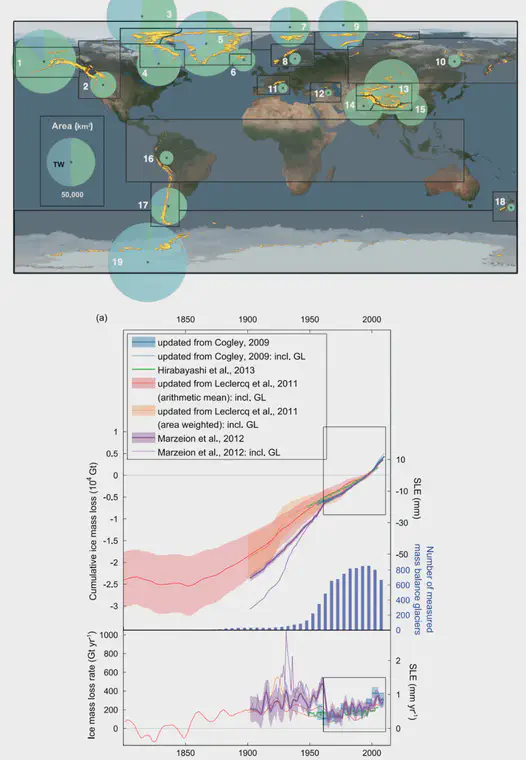 3
7
9
5
1
4
6
8
10
2
11
12
13
14
15
Area (km²)
TW
50,000
16
17
18
19
(a)
1850 1900 1950 2000
updated from Cogley, 2009
updated from Cogley, 2009: incl. GL
Hirabayashi et al., 2013
updated from Leclercq et al., 2011
(arithmetic mean): incl, GL
updated from Leclercq et al., 2011
(area weighted): incl. GL
Marzeion et al., 2012
Marzeion et al., 2012: incl. GL
Cumulative ice mass loss (10⁴ Gt)
1
0.5
0
-0,5
-1
-1.5
-2
-2.5
-3
SLE (mm)
10
-10
-30
-50
Number of measured
mass balance glaciers
800
600
400
200
0
Ice mass loss rate (Gt yr⁻¹)
1000
800
600
400
200
0
SLE (mm yr⁻¹)
2
1
0
1850 1900 1950 2000